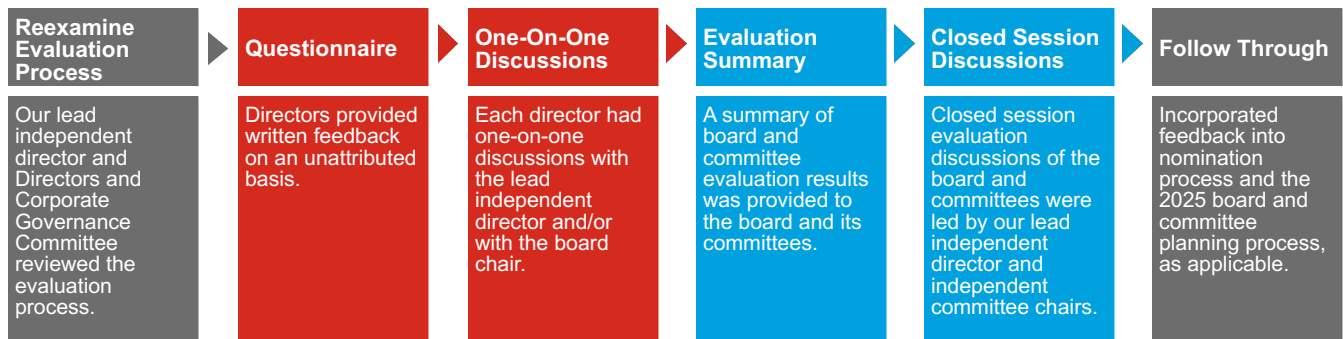 Reexamine
Evaluation
Process
Our lead
independent
director and
Directors and
Corporate
Governance
Committee
reviewed the
evaluation
process.
Questionnaire
Directors provided
written feedback
on an unattributed
basis.
One-On-One
Discussions
Each director had
one-on-one
discussions with
the lead
independent
director and/or
with the board
chair.
Evaluation
Summary
A summary of
board and
committee
evaluation results
was provided to
the board and its
committees.
Closed Session
Discussions
Closed session
evaluation
discussions of the
board and
committees were
led by our lead
independent
director and
independent
committee chairs.
Follow Through
Incorporated
feedback into
nomination
process and the
2025 board and
committee
planning process,
as applicable.